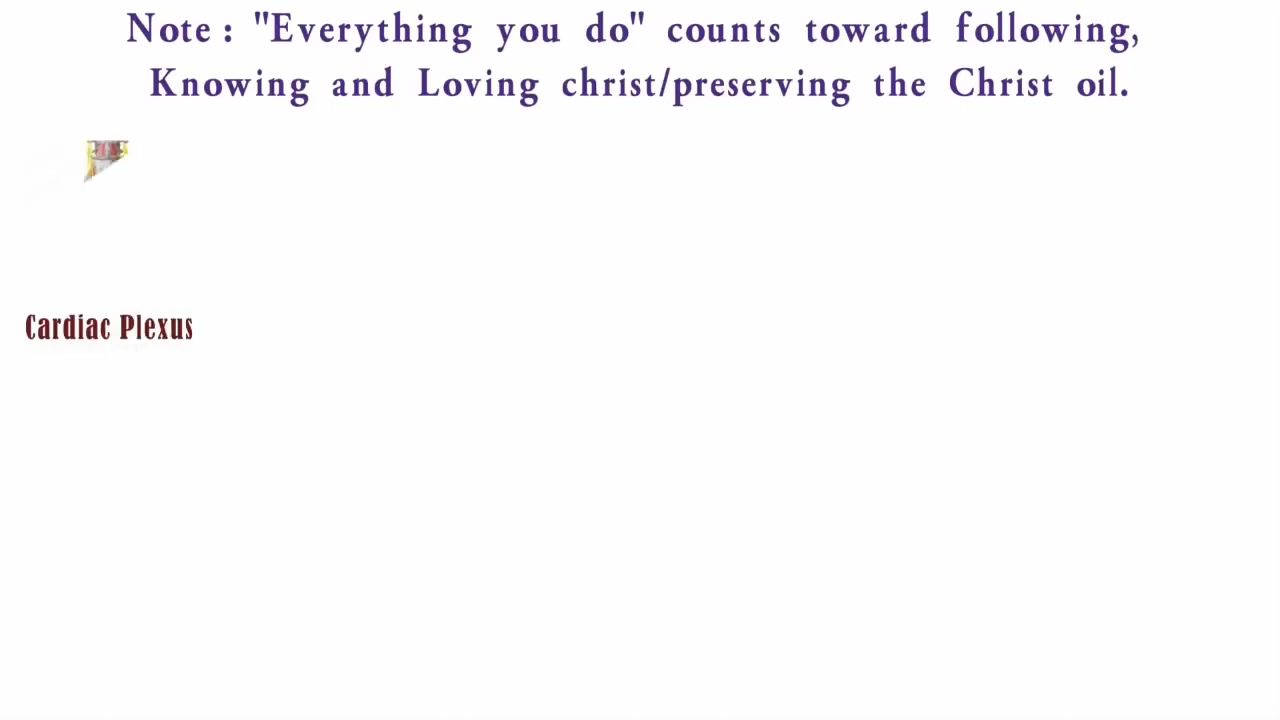 Note : "Everything you do" counts toward following,
Knowing and Loving christ/preserving the Christ oil.
Cardiac Plexus